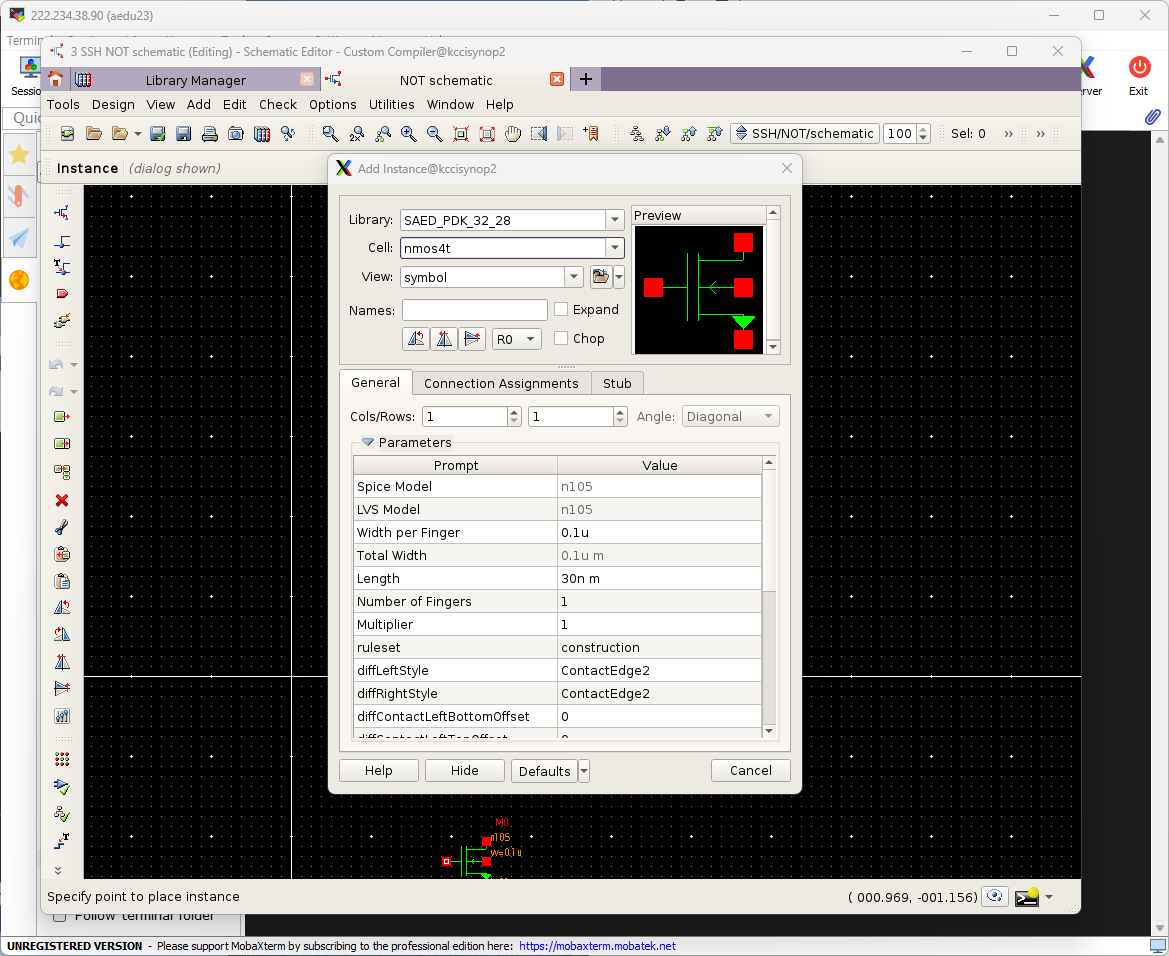 222.234.38.90 (aedu23)
Termin
3 SSH NOT schematic (Editing) - Schematic Editor - Custom Compiler@kccisynop2
Sessio
erver
Exit
Library Manager
NOT schematic
Tools Design View Add Edit Check Options Utilities Window Help
Quic
SSH/NOT/schematic 100 Sel: 0 » »
Instance (dialog shown)
Add Instance@kccisynop2
Library: SAED_PDK_32_28
Cell: nmos4t
View: symbol
Names: Expand
R0 Chop
Preview
General Connection Assignments Stub
Cols/Rows: 1 1 Angle: Diagonal
Parameters
Prompt Value
Spice Model n105
LVS Model n105
Width per Finger 0.1u
Total Width 0.1u m
Length 30n m
Number of Fingers 1
Multiplier 1
ruleset construction
diffLeftStyle ContactEdge2
diffRightStyle ContactEdge2
diffContactLeftBottomOffset 0
diffContactLeftTopOffset 0
Help Hide Defaults Cancel
M0
n105
w=0.1u
Specify point to place instance
( 000.969, -001.156)
Follow terminal folder
UNREGISTERED VERSION - Please support MobaXterm by subscribing to the professional edition here: https://mobaxterm.mobatek.net